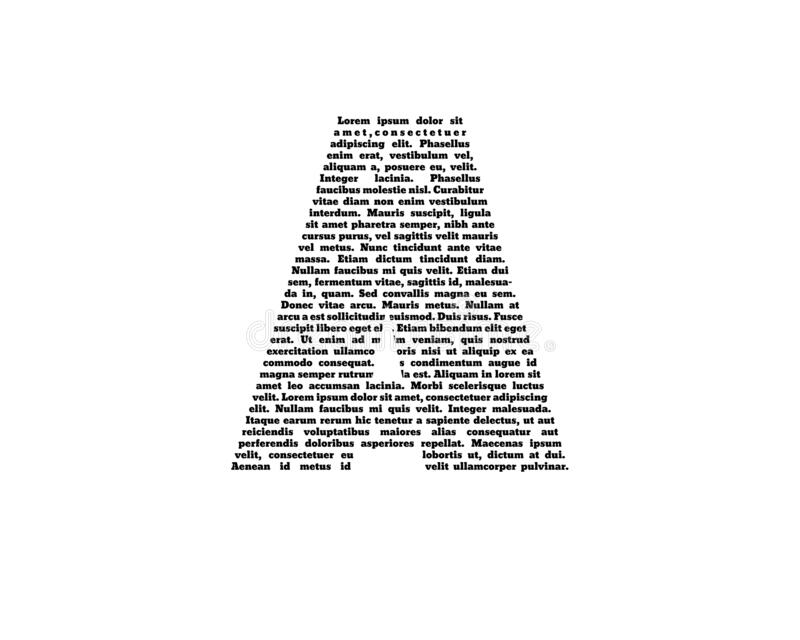 Lorem ipsum dolor sit
amet,consectetuer
adipiscing elit. Phasellus
enim erat, vestibulum vel,
aliquam a, posuere eu, velit.
Integer lacinia. Phasellus
faucibus molestie nisl. Curabitur
vitae diam non enim vestibulum
interdum. Mauris suscipit, ligula
sit amet pharetra semper, nibh ante
cursus purus, vel sagittis velit mauris
vel metus. Nunc tincidunt ante vitae
massa. Etiam dictum tincidunt diam.
Nullam faucibus mi quis velit. Etiam dui
sem, fermentum vitae, sagittis id, malesua-
da in, quam. Sed convallis magna eu sem.
Donec vitae arcu. Mauris metus. Nullam at
arcu a est sollicitudin euismod. Duis risus. Fusce
suscipit libero eget el. Etiam bibendum elit eget
erat. Ut enim ad m m veniam, quis nostrud
exercitation ullamco oris nisi ut aliquip ex ea
commodo consequat. s condimentum augue id
magna semper rutrum la est. Aliquam in lorem sit
amet leo accumsan lacinia. Morbi scelerisque luctus
velit. Lorem ipsum dolor sit amet, consectetuer adipiscing
elit. Nullam faucibus mi quis velit. Integer malesuada.
Itaque earum rerum hic tenetur a sapiente delectus, ut aut
reiciendis voluptatibus maiores alias consequatur aut
perferendis doloribus asperiores repellat. Maecenas ipsum
velit, consectetuer eu lobortis ut, dictum at dui.
Aenean id metus id velit ullamcorper pulvinar.